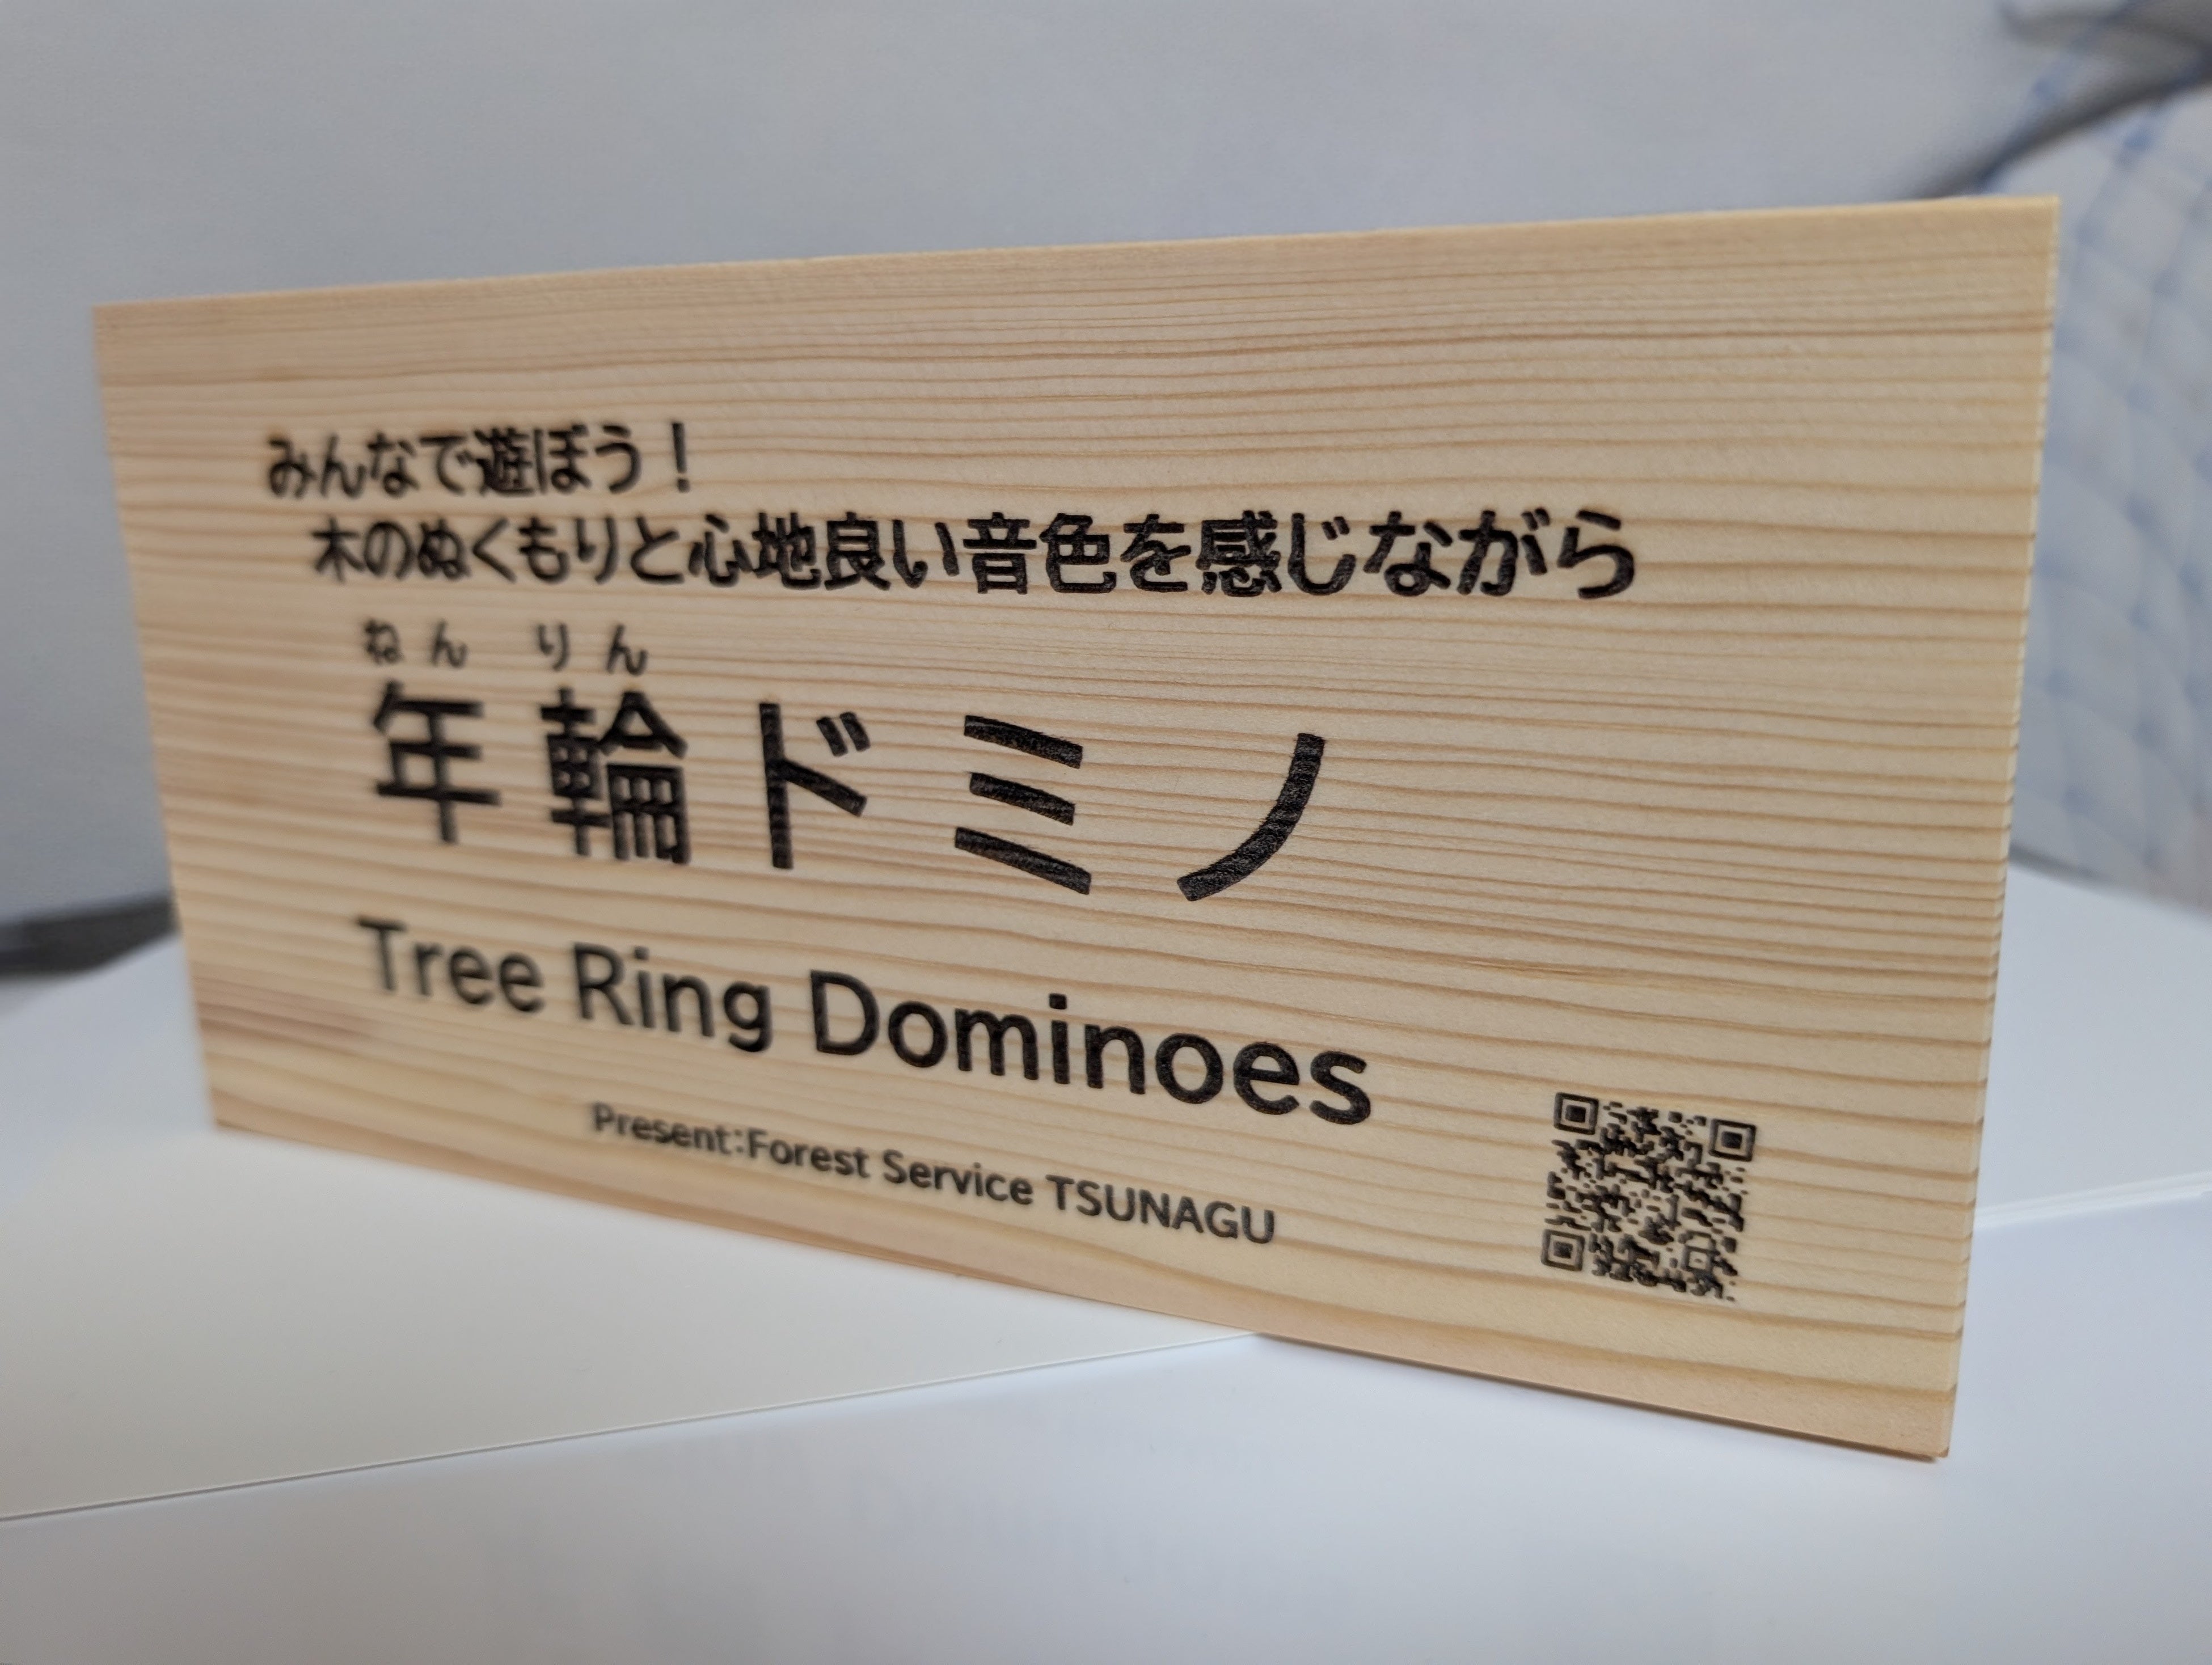 みんなで遊ぼう！
木のぬくもりと心地良い音色を感じながら
ねん りん
年輪ドミノ
Tree Ring Dominoes
Present:Forest Service TSUNAGU